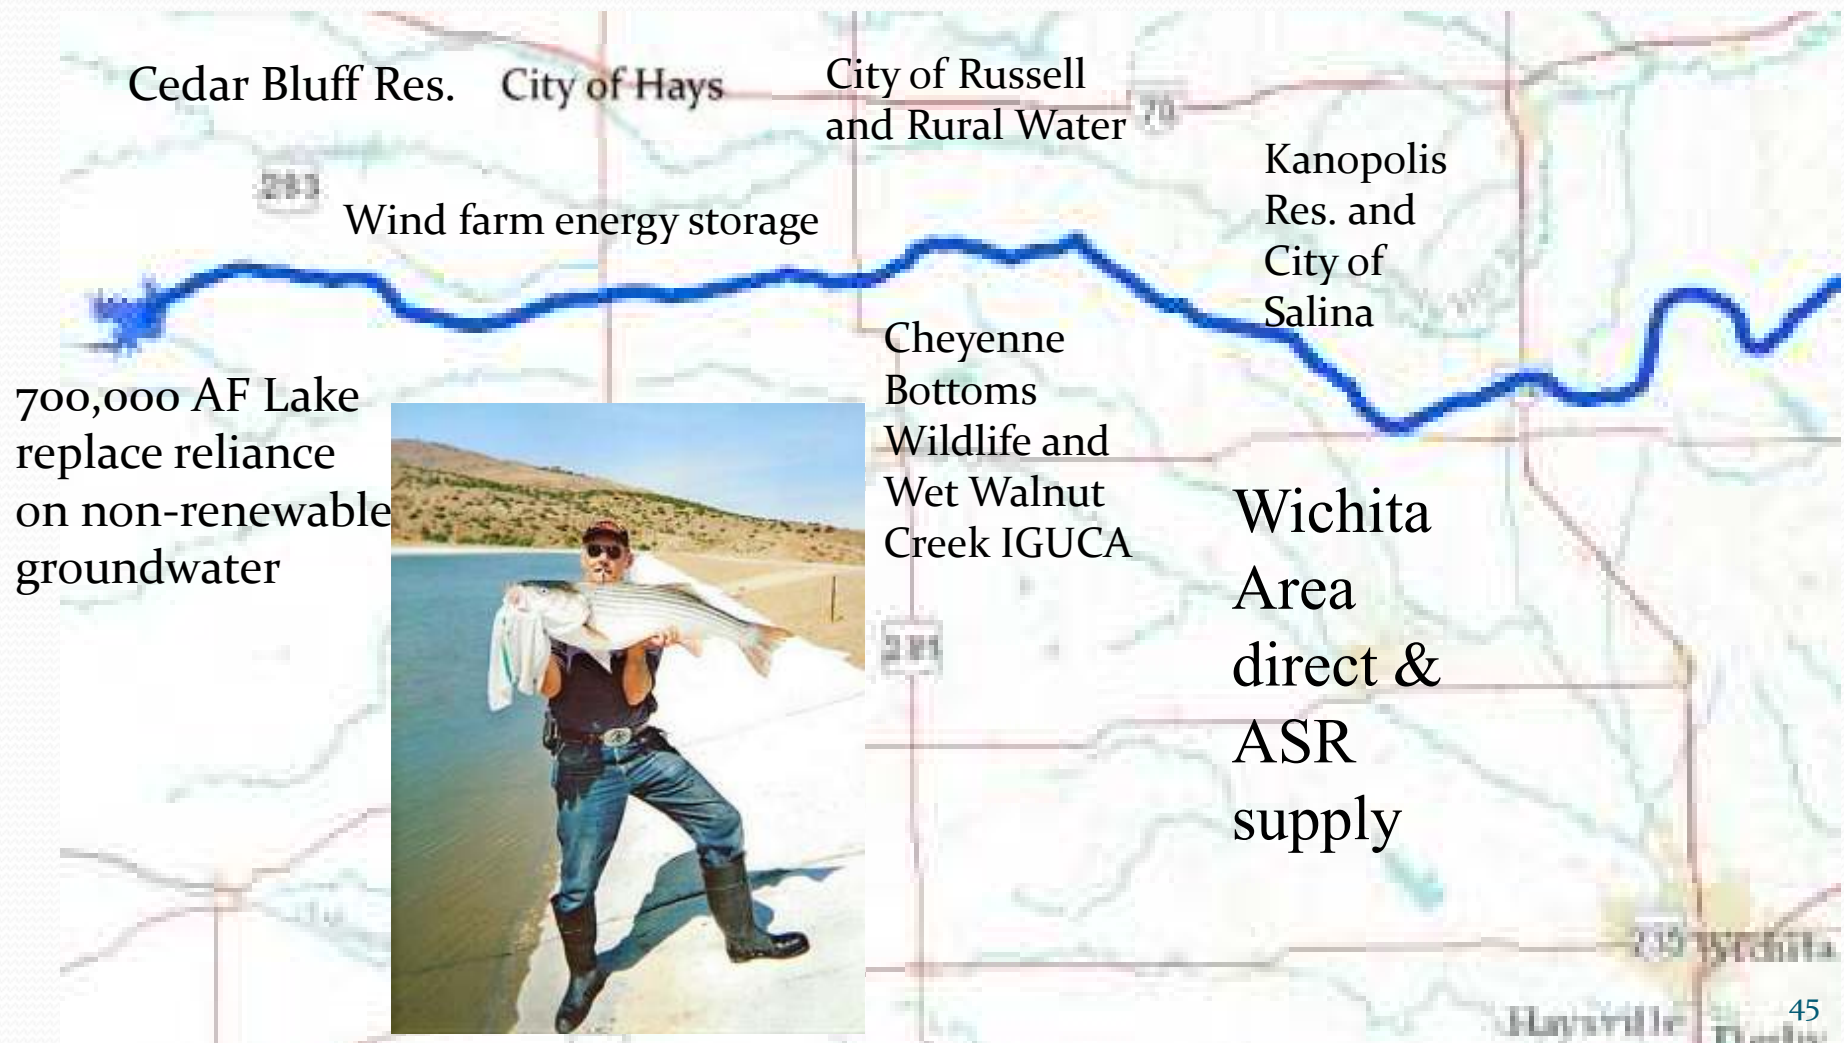 Cedar Bluff Res.
City of Hays
City of Russell
and Rural Water
70
Kanopolis
Res. and
City of
Salina
283
Wind farm energy storage
Cheyenne
Bottoms
Wildlife and
Wet Walnut
Creek IGUCA
700,000 AF Lake
replace reliance
on non-renewable
groundwater
Wichita
Area
direct &
ASR
supply
281
235 Wichita
Haysville
Derby
45